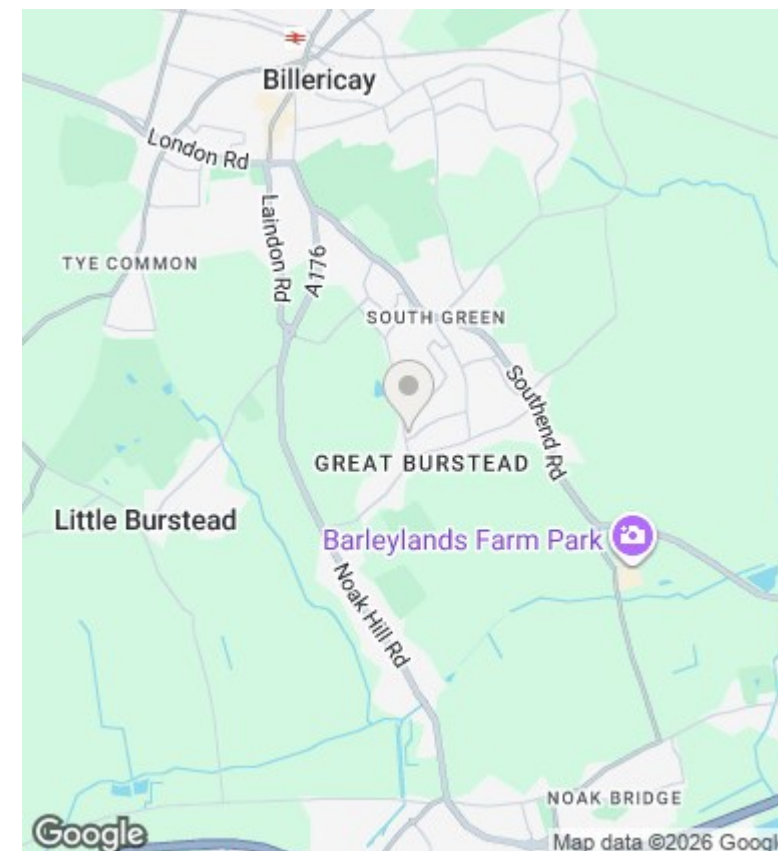 Billericay
London Rd
Laindon Rd
A176
TYE COMMON
SOUTH GREEN
Southend Rd
GREAT BURSTEAD
Little Burstead
Barleylands Farm Park
Noak Hill Rd
NOAK BRIDGE
Google
Map data ©2026 Googl